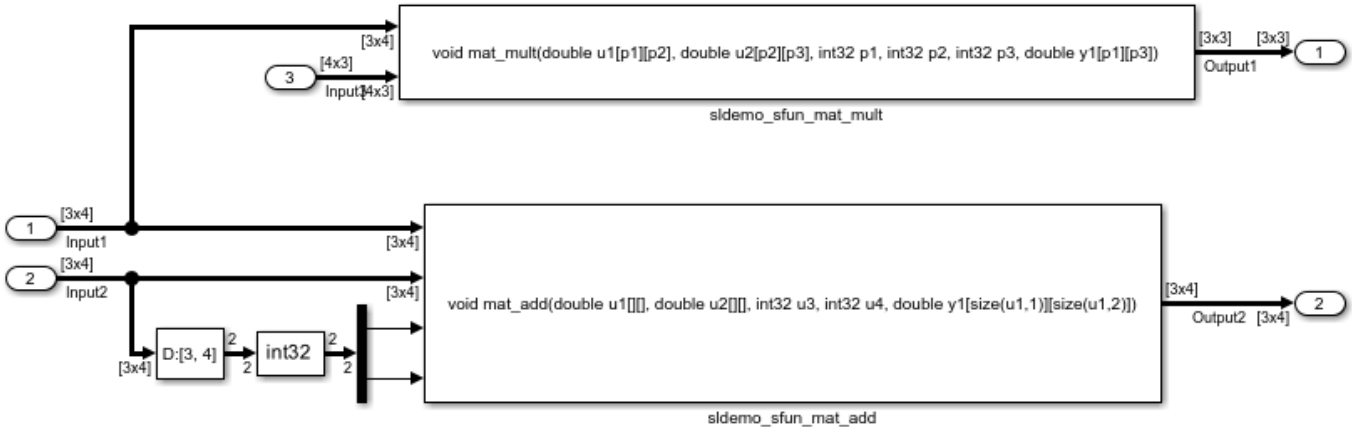 [3x4]
void mat_mult(double u1[p1][p2], double u2[p2][p3], int32 p1, int32 p2, int32 p3, double y1[p1][p3])
[3x3]
[3x3]
1
Output1
[4x3]
3
Input3
[4x3]
sldemo_sfun_mat_mult
[3x4]
1
Input1
[3x4]
[3x4]
2
Input2
[3x4]
void mat_add(double u1[][], double u2[][], int32 u3, int32 u4, double y1[size(u1,1)][size(u1,2)])
[3x4]
2
Output2
[3x4]
[3x4]
D:[3, 4]
2
2
int32
2
2
sldemo_sfun_mat_add